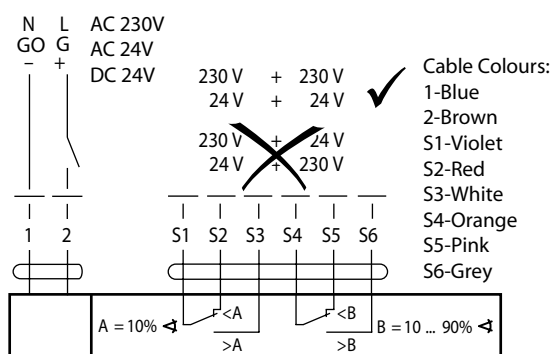 N L AC 230V
GO G AC 24V
– + DC 24V
230 V + 230 V
24 V + 24 V
230 V + 24 V
24 V + 230 V
Cable Colours:
1-Blue
2-Brown
S1-Violet
S2-Red
S3-White
S4-Orange
S5-Pink
S6-Grey
1 2 S1 S2 S3 S4 S5 S6
A = 10% <A >A
<B >B B = 10 ... 90%